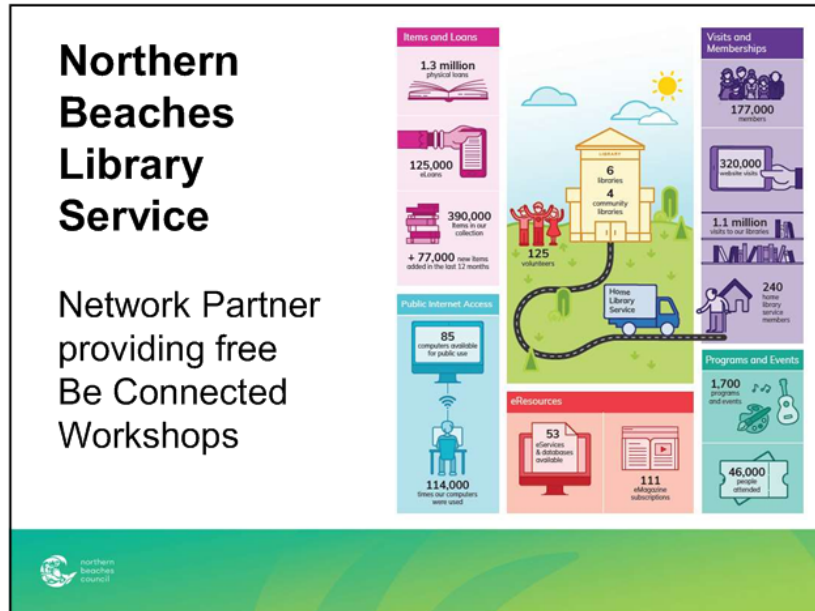 Northern
Beaches
Library
Service
Network Partner
providing free
Be Connected
Workshops
Items and Loans
1.3 million
physical loans
125,000
eLoans
390,000
Items in our
collection
+ 77,000 new items
added in the last 12 months
Public Internet Access
85
computers available
for public use
114,000
times our computers
were used
LIBRARY
6
libraries
4
community
libraries
125
volunteers
Home
Library
Service
eResources
53
eServices
& databases
available
111
eMagazine
subscriptions
Visits and
Memberships
177,000
members
320,000
website visits
1.1 million
visits to our libraries
240
home
library
service
members
Programs and Events
1,700
programs
and events
46,000
people
attended
northern
beaches
council